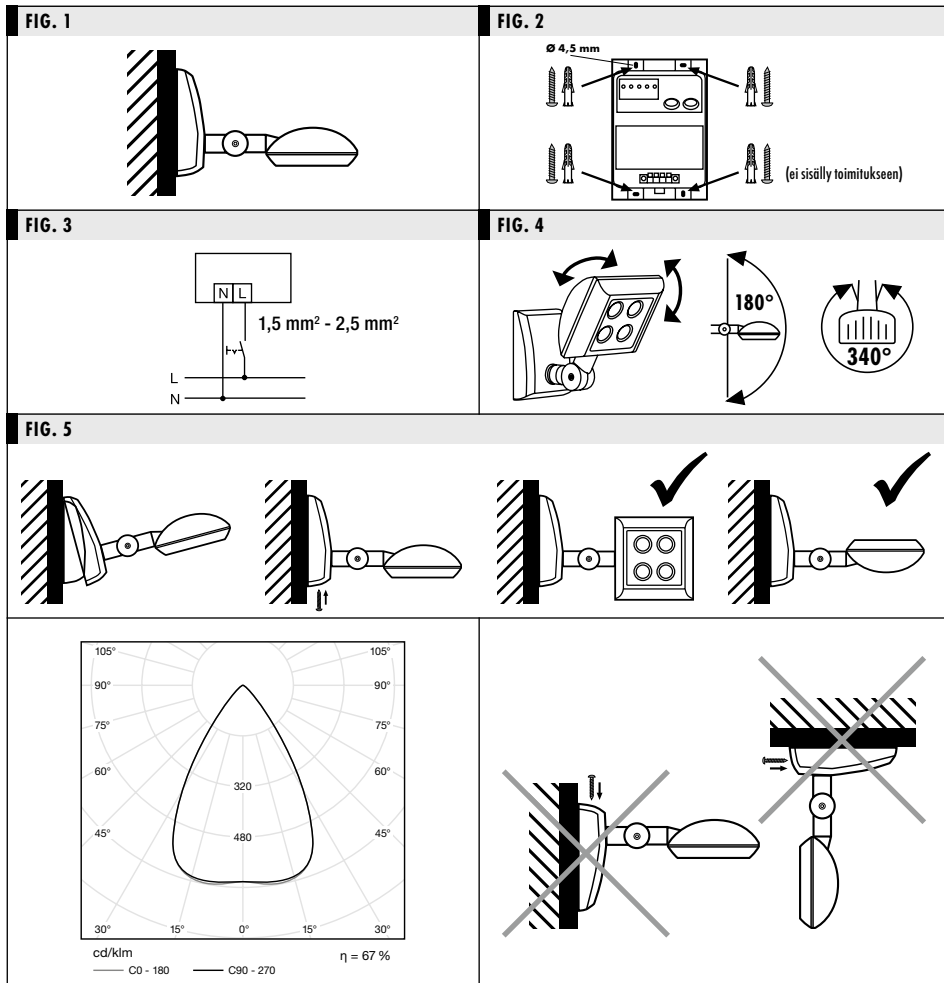 FIG. 1
FIG. 2
Ø 4,5 mm
(ei sisälly toimitukseen)
FIG. 3
N L
1,5 mm² - 2,5 mm²
L
N
FIG. 4
180°
340°
FIG. 5
105° 105°
90° 90°
75° 75°
60° 60°
320
45° 480 45°
30° 15° 0° 15° 30°
cd/klm η = 67 %
C0 - 180 C90 - 270